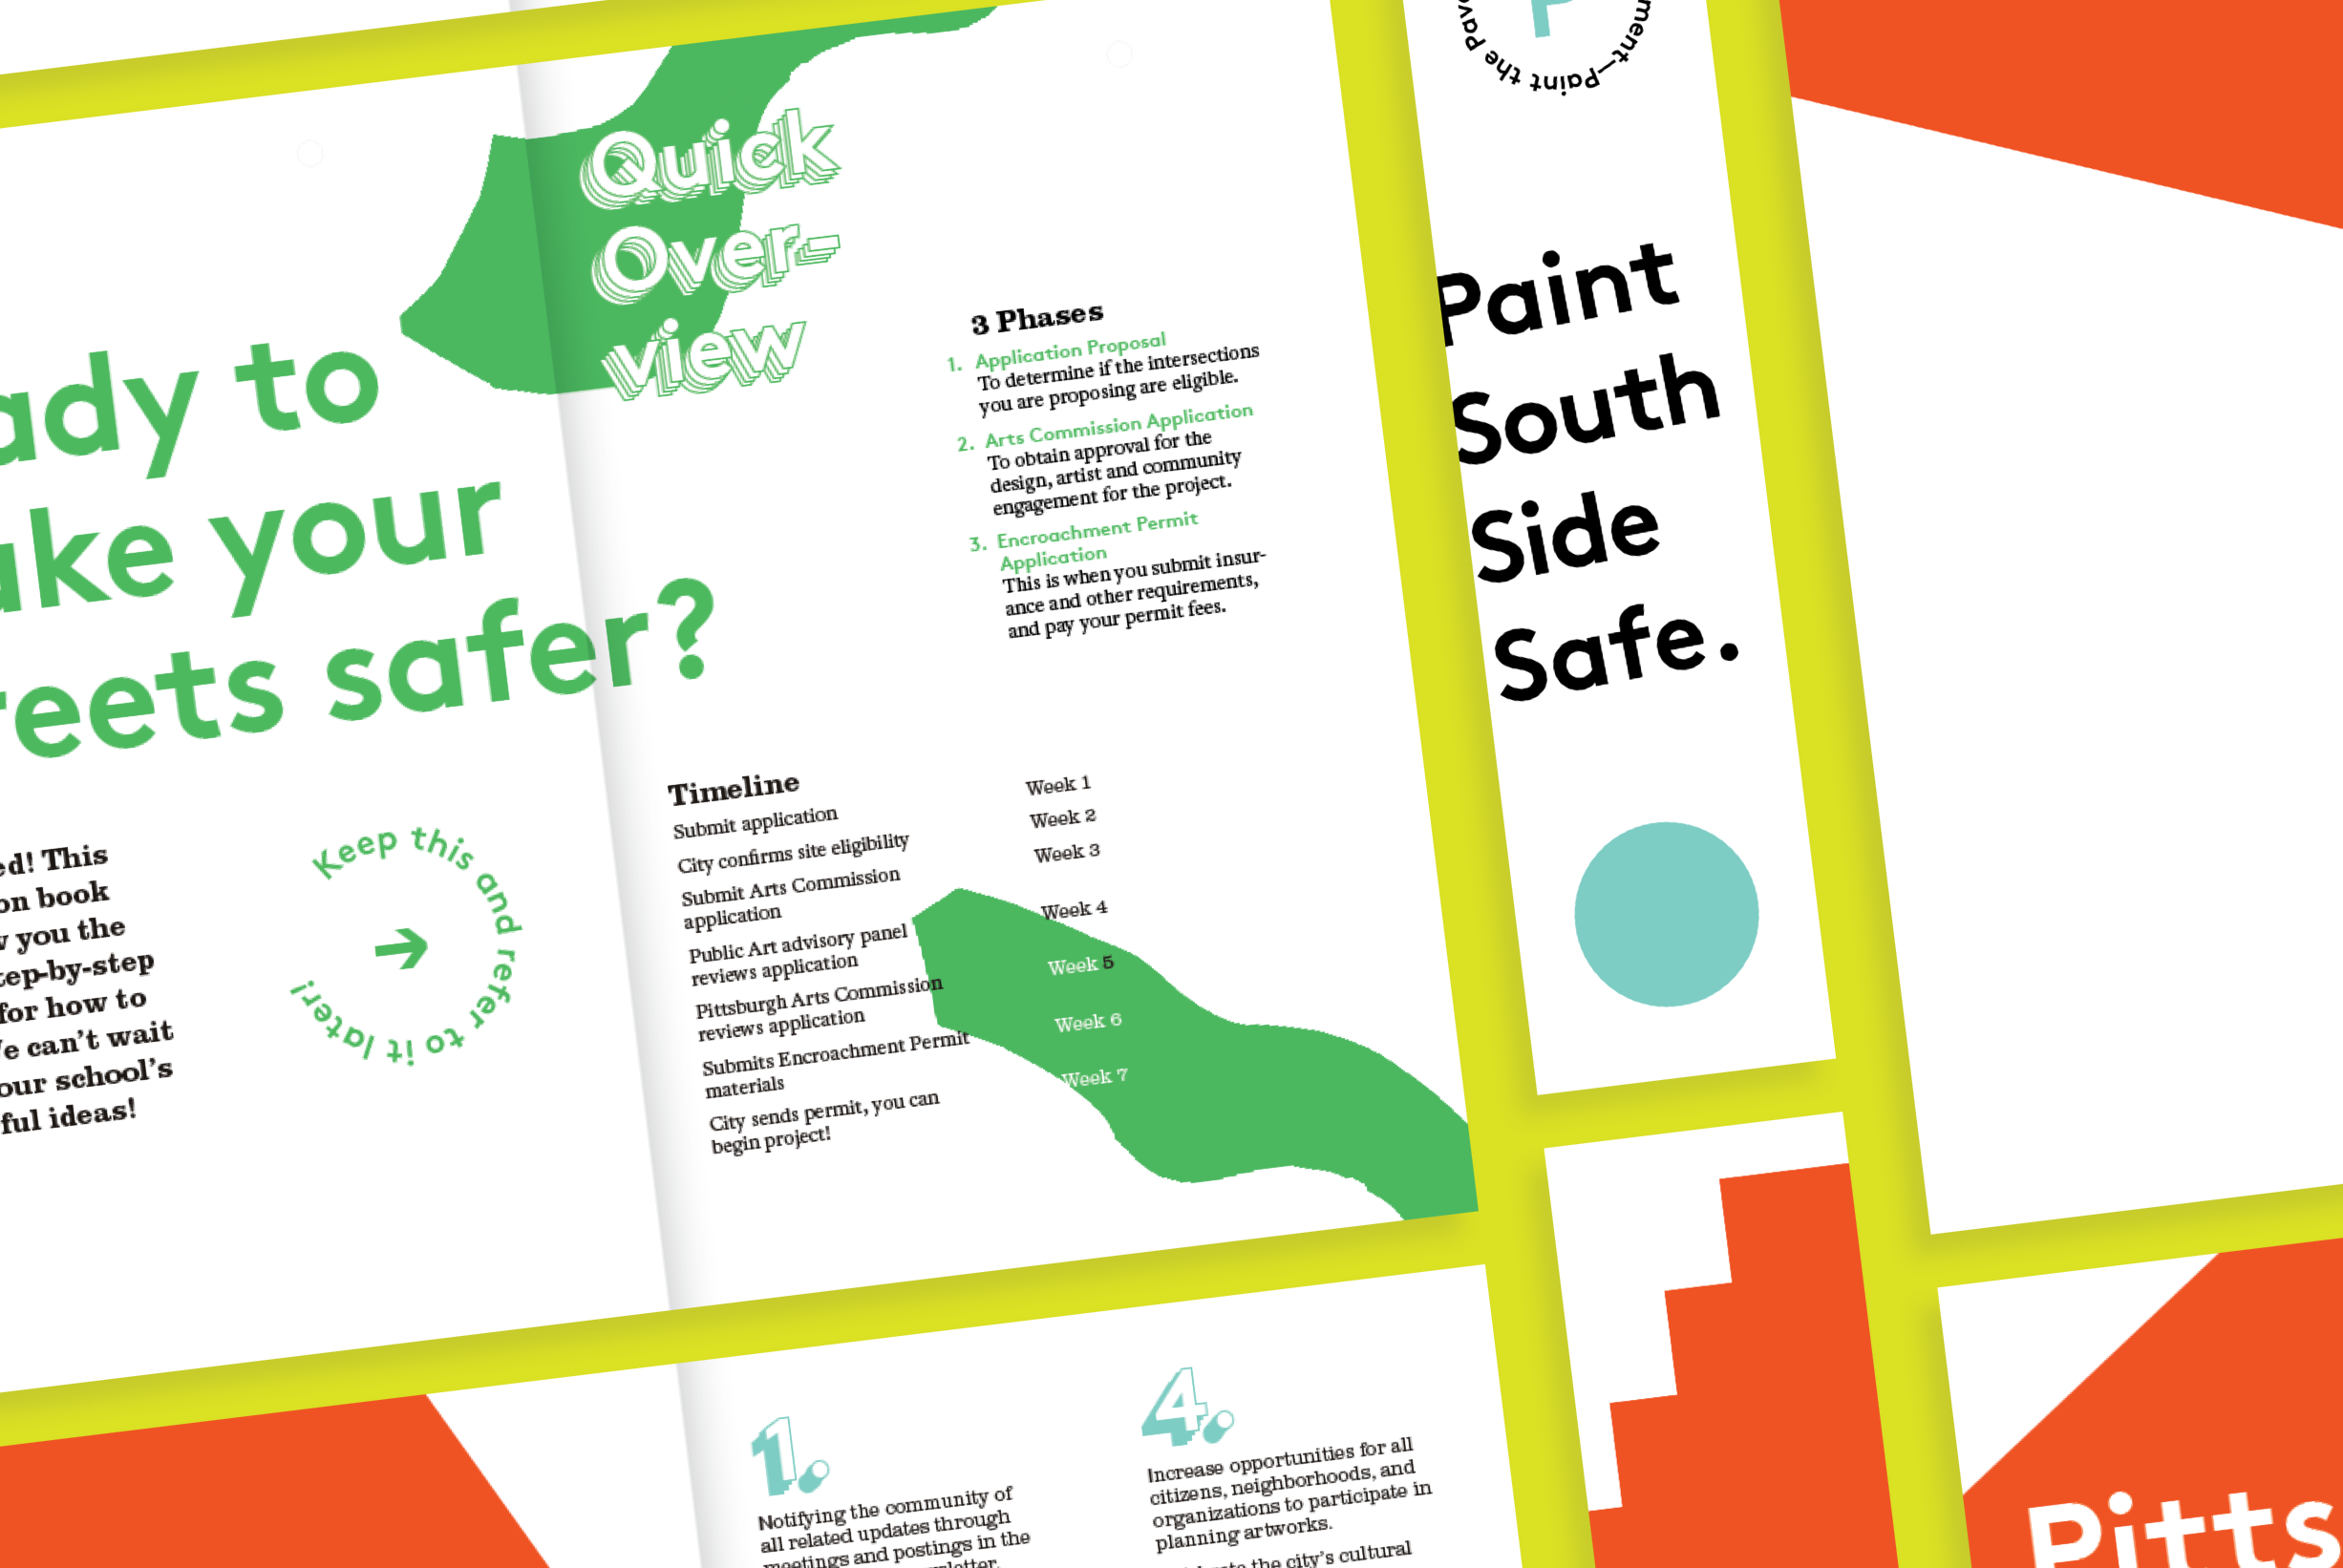 ady to
ake your
reets safer?
ed! This
on book
you the
tep-by-step
for how to
e can't wait
our school's
ful ideas!
Keep this and refer to it later!
Quick
Over-
view
3 Phases
1. Application Proposal
To determine if the intersections
you are proposing are eligible.
2. Arts Commission Application
To obtain approval for the
design, artist and community
engagement for the project.
3. Encroachment Permit
Application
This is when you submit insur-
ance and other requirements,
and pay your permit fees.
Timeline
Submit application Week 1
City confirms site eligibility Week 2
Submit Arts Commission Week 3
application
Public Art advisory panel Week 4
reviews application
Pittsburgh Arts Commission Week 5
reviews application
Submits Encroachment Permit Week 6
materials
City sends permit, you can Week 7
begin project!
1.
Notifying the community of
all related updates through
meetings and postings in the
4.
Increase opportunities for all
citizens, neighborhoods, and
organizations to participate in
planning artworks.
the city's cultural
P
ment—Paint the Pav
Paint
South
Side
Safe.
Pitts